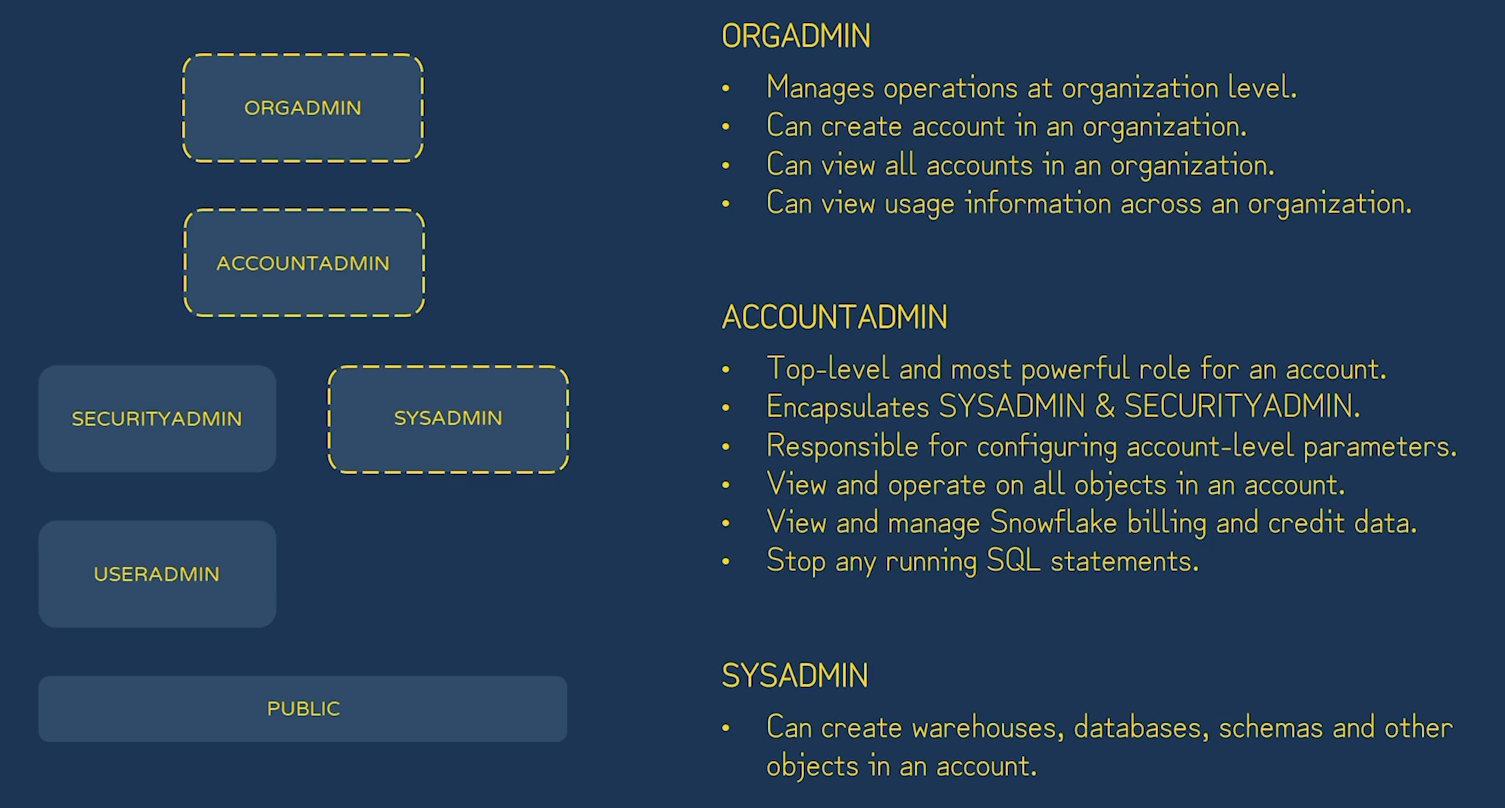 ORGADMIN
ACCOUNTADMIN
SECURITYADMIN
SYSADMIN
USERADMIN
PUBLIC
ORGADMIN
• Manages operations at organization level.
• Can create account in an organization.
• Can view all accounts in an organization.
• Can view usage information across an organization.
ACCOUNTADMIN
• Top-level and most powerful role for an account.
• Encapsulates SYSADMIN & SECURITYADMIN.
• Responsible for configuring account-level parameters.
• View and operate on all objects in an account.
• View and manage Snowflake billing and credit data.
• Stop any running SQL statements.
SYSADMIN
• Can create warehouses, databases, schemas and other
objects in an account.